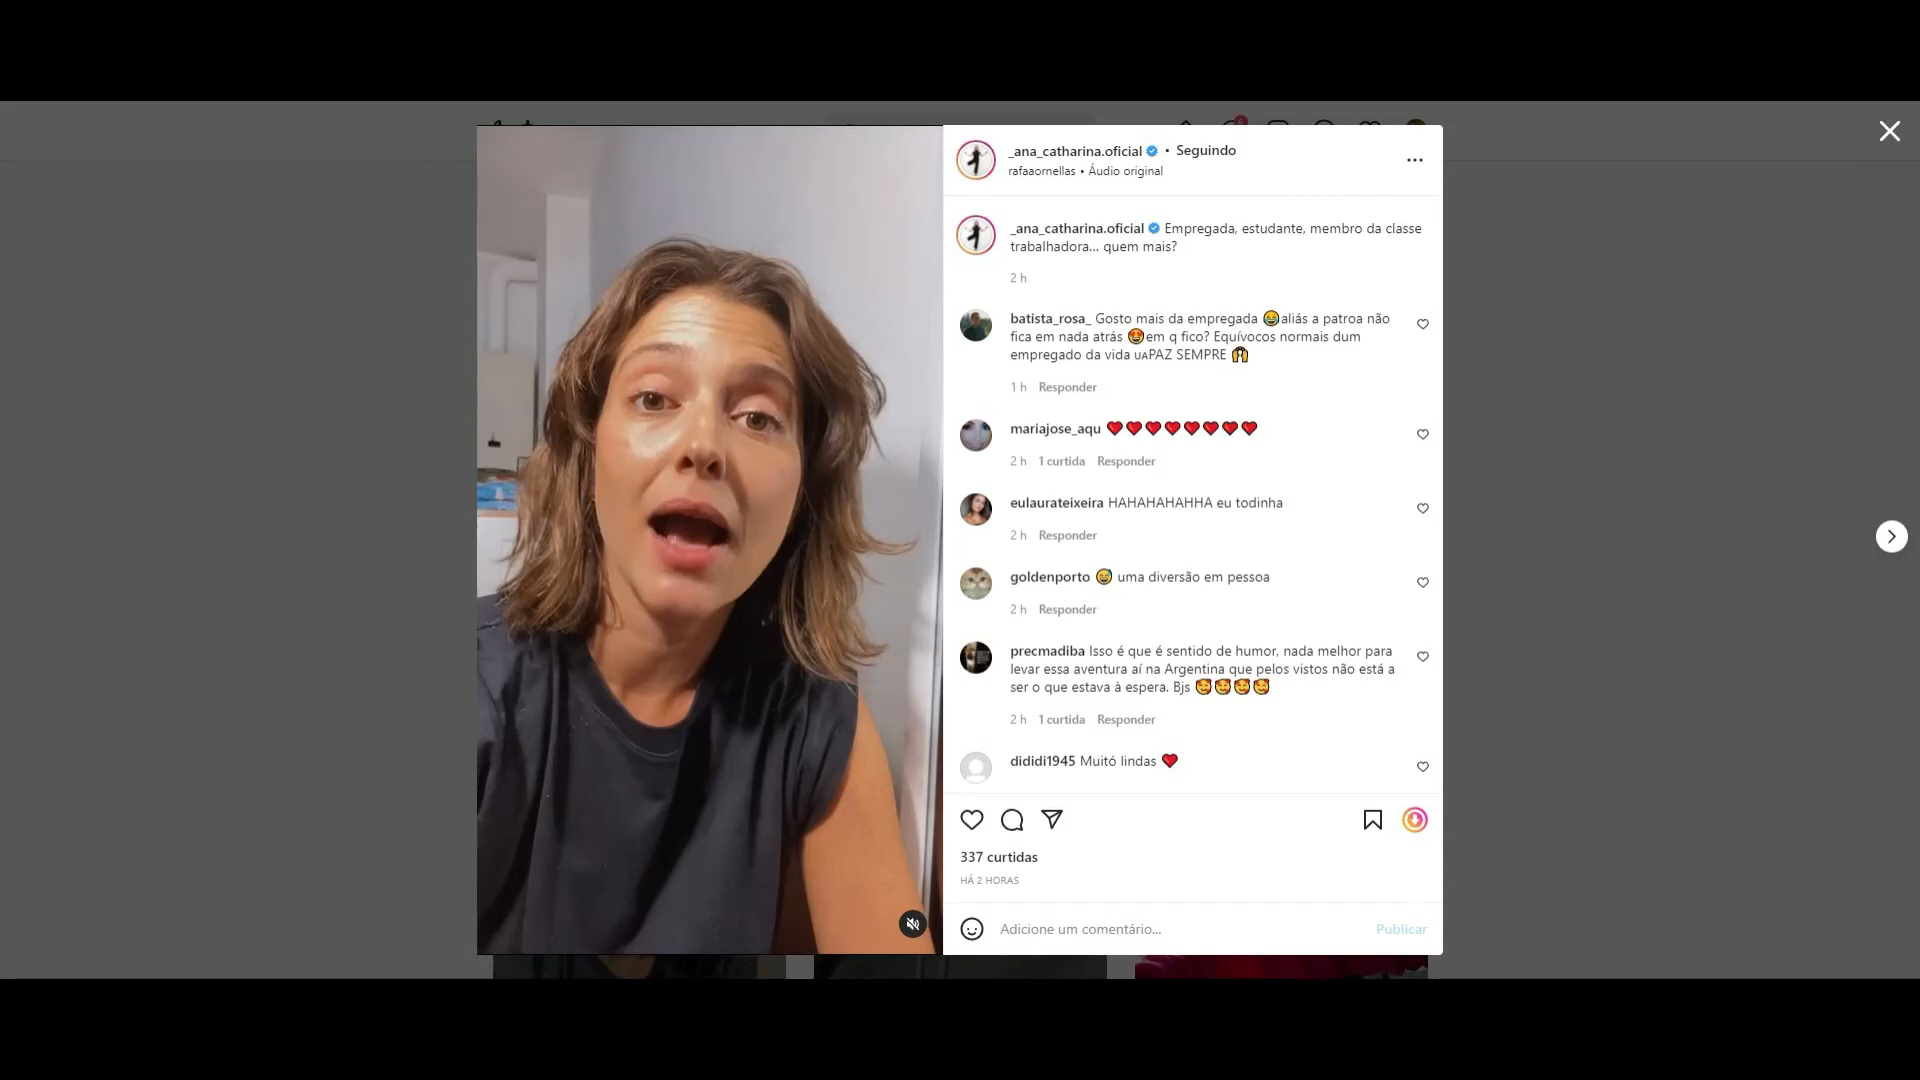 _ana_catharina.oficial • Seguindo
rafaaornellas • Áudio original
_ana_catharina.oficial Empregada, estudante, membro da classe
trabalhadora... quem mais?
2 h
batista_rosa_ Gosto mais da empregada 😂aliás a patroa não
fica em nada atrás 🤩em q fico? Equívocos normais dum
empregado da vida ᴜᴀPAZ SEMPRE 🙌
1 h Responder
mariajose_aqu ❤️❤️❤️❤️❤️❤️❤️❤️
2 h 1 curtida Responder
eulaurateixeira HAHAHAHAHHA eu todinha
2 h Responder
goldenporto 😅 uma diversão em pessoa
2 h Responder
precmadiba Isso é que é sentido de humor, nada melhor para
levar essa aventura aí na Argentina que pelos vistos não está a
ser o que estava à espera. Bjs 🥰🥰🥰🥰
2 h 1 curtida Responder
dididi1945 Muitó lindas ❤️
337 curtidas
HÁ 2 HORAS
Adicione um comentário... Publicar